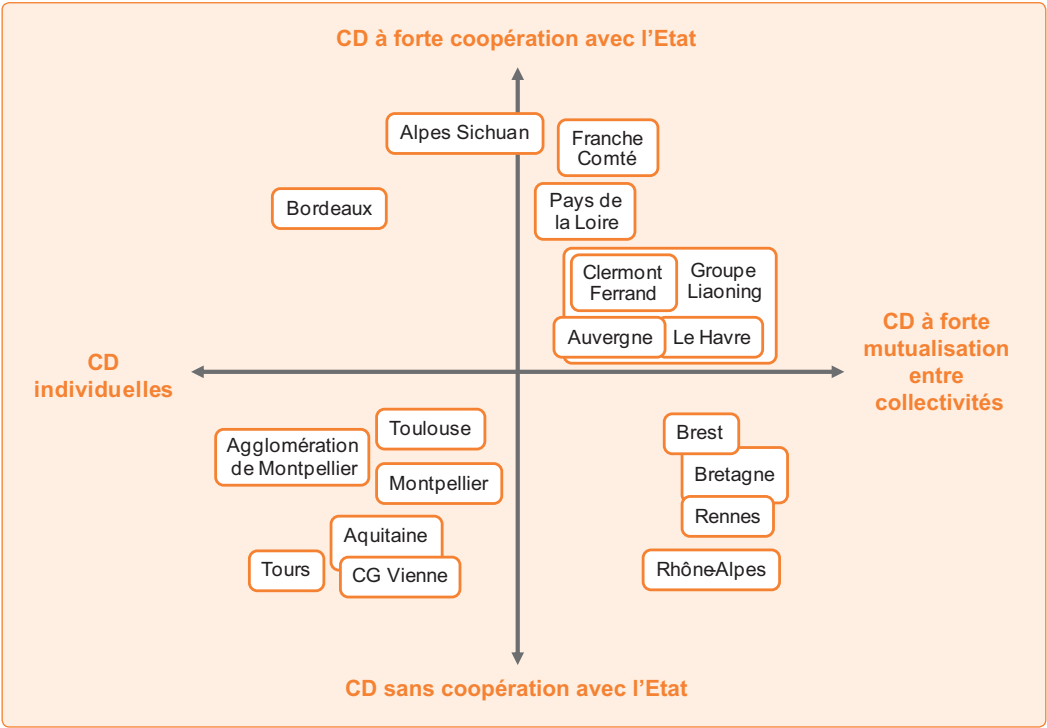 CD à forte coopération avec l'Etat
Alpes Sichuan
Franche
Comté
Bordeaux
Pays de
la Loire
Clermont
Ferrand
Groupe
Liaoning
Auvergne
Le Havre
CD
individuelles
CD à forte
mutualisation
entre
collectivités
Toulouse
Agglomération
de Montpellier
Montpellier
Brest
Bretagne
Rennes
Aquitaine
Tours
CG Vienne
Rhône-Alpes
CD sans coopération avec l'Etat